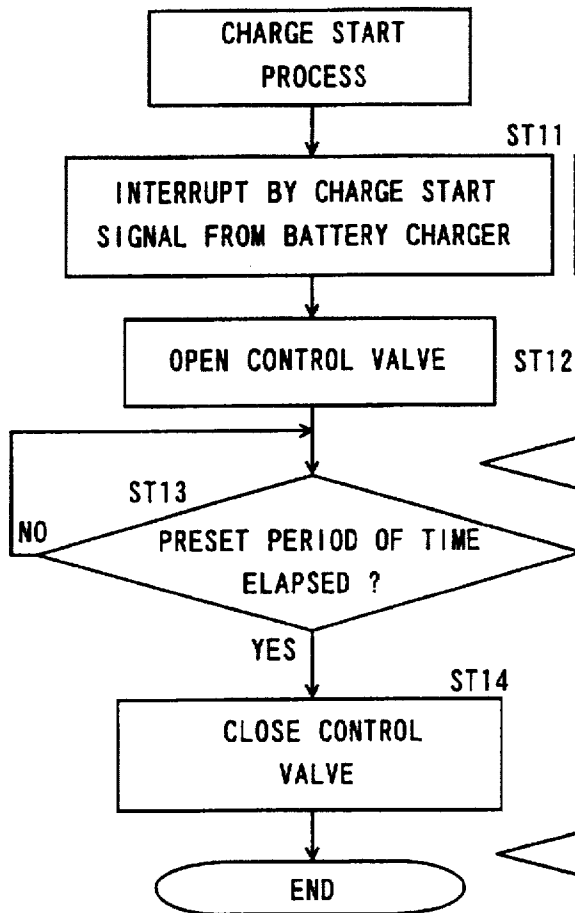 CHARGE START
PROCESS
ST11
INTERRUPT BY CHARGE START
SIGNAL FROM BATTERY CHARGER
OPEN CONTROL VALVE
ST12
ST13
NO
PRESET PERIOD OF TIME
ELAPSED ?
YES
ST14
CLOSE CONTROL
VALVE
END